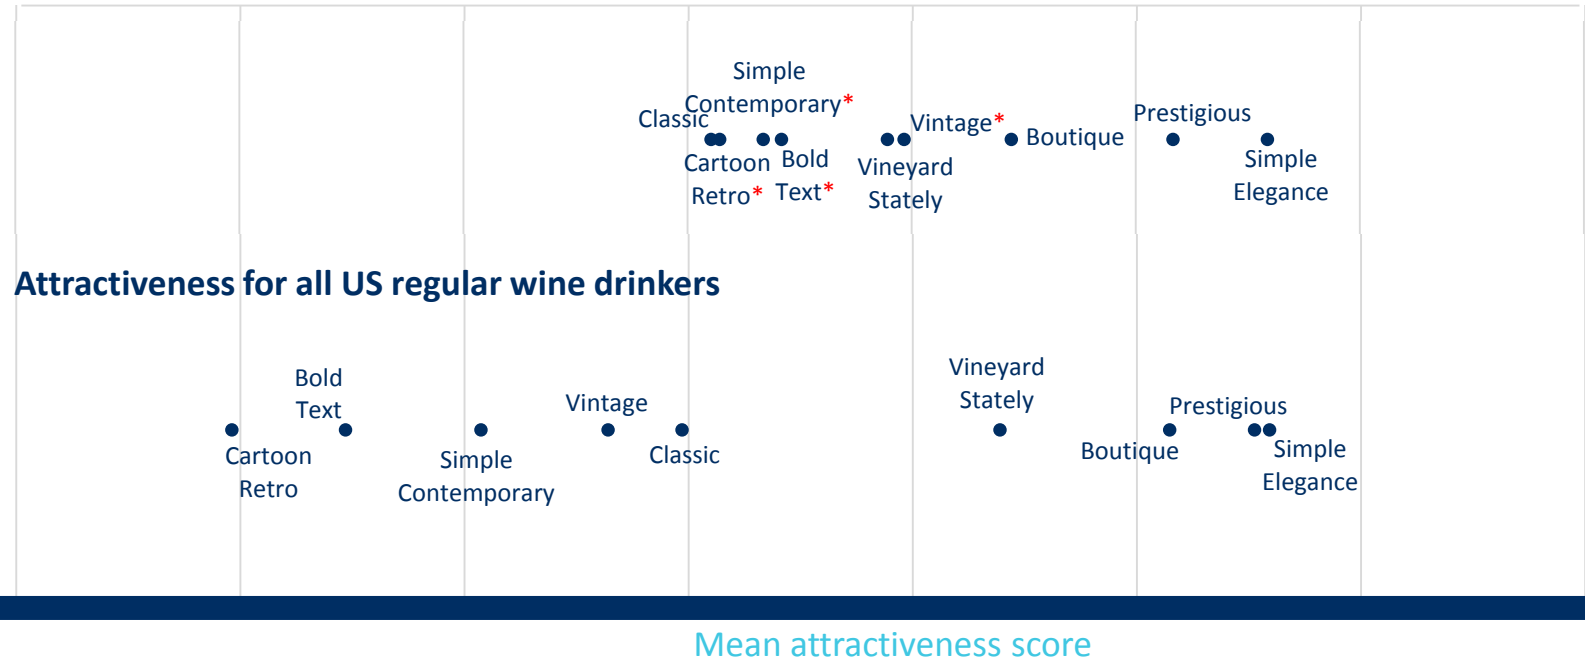 Simple
Contemporary*
Classic
Cartoon
Retro*
Bold
Text*
Vineyard
Stately
Vintage*
Boutique
Prestigious
Simple
Elegance
Attractiveness for all US regular wine drinkers
Cartoon
Retro
Bold
Text
Simple
Contemporary
Vintage
Classic
Vineyard
Stately
Boutique
Prestigious
Simple
Elegance
Mean attractiveness score